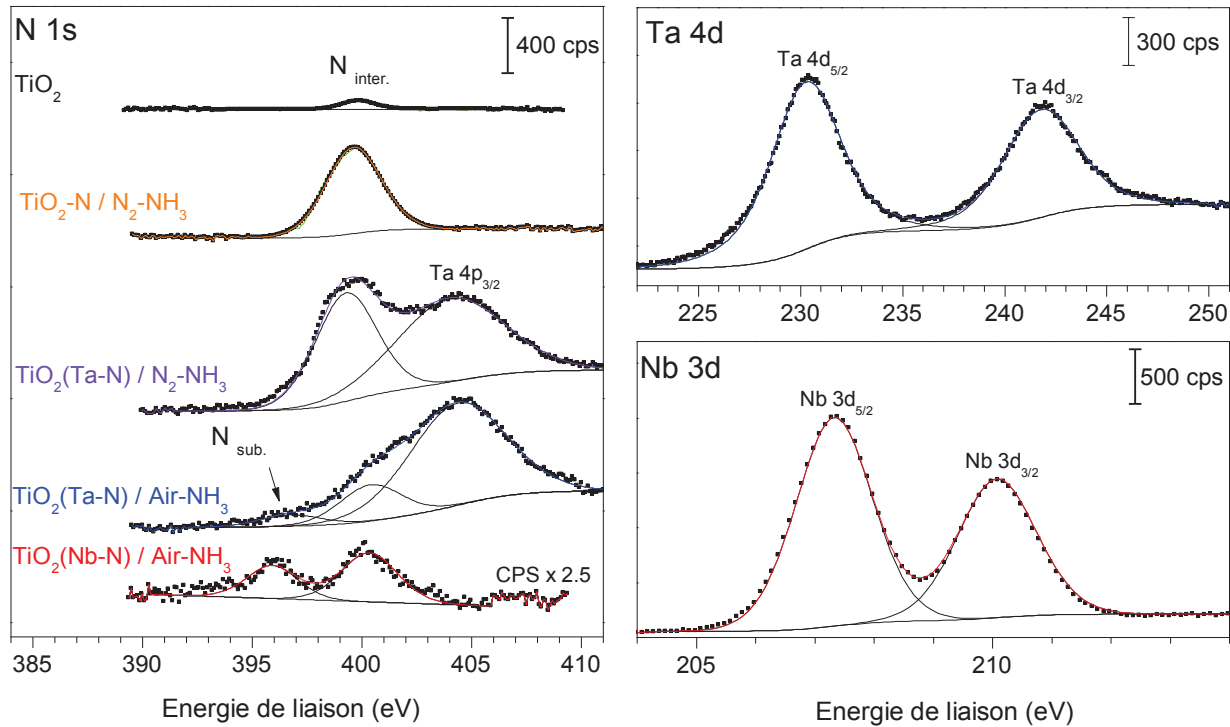 N 1s
400 cps
TiO2
N inter.
TiO2-N / N2-NH3
Ta 4p3/2
TiO2(Ta-N) / N2-NH3
N sub.
TiO2(Ta-N) / Air-NH3
TiO2(Nb-N) / Air-NH3
CPS x 2.5
385 390 395 400 405 410
Energie de liaison (eV)
Ta 4d
300 cps
Ta 4d5/2
Ta 4d3/2
225 230 235 240 245 250
Nb 3d
500 cps
Nb 3d5/2
Nb 3d3/2
205 210
Energie de liaison (eV)